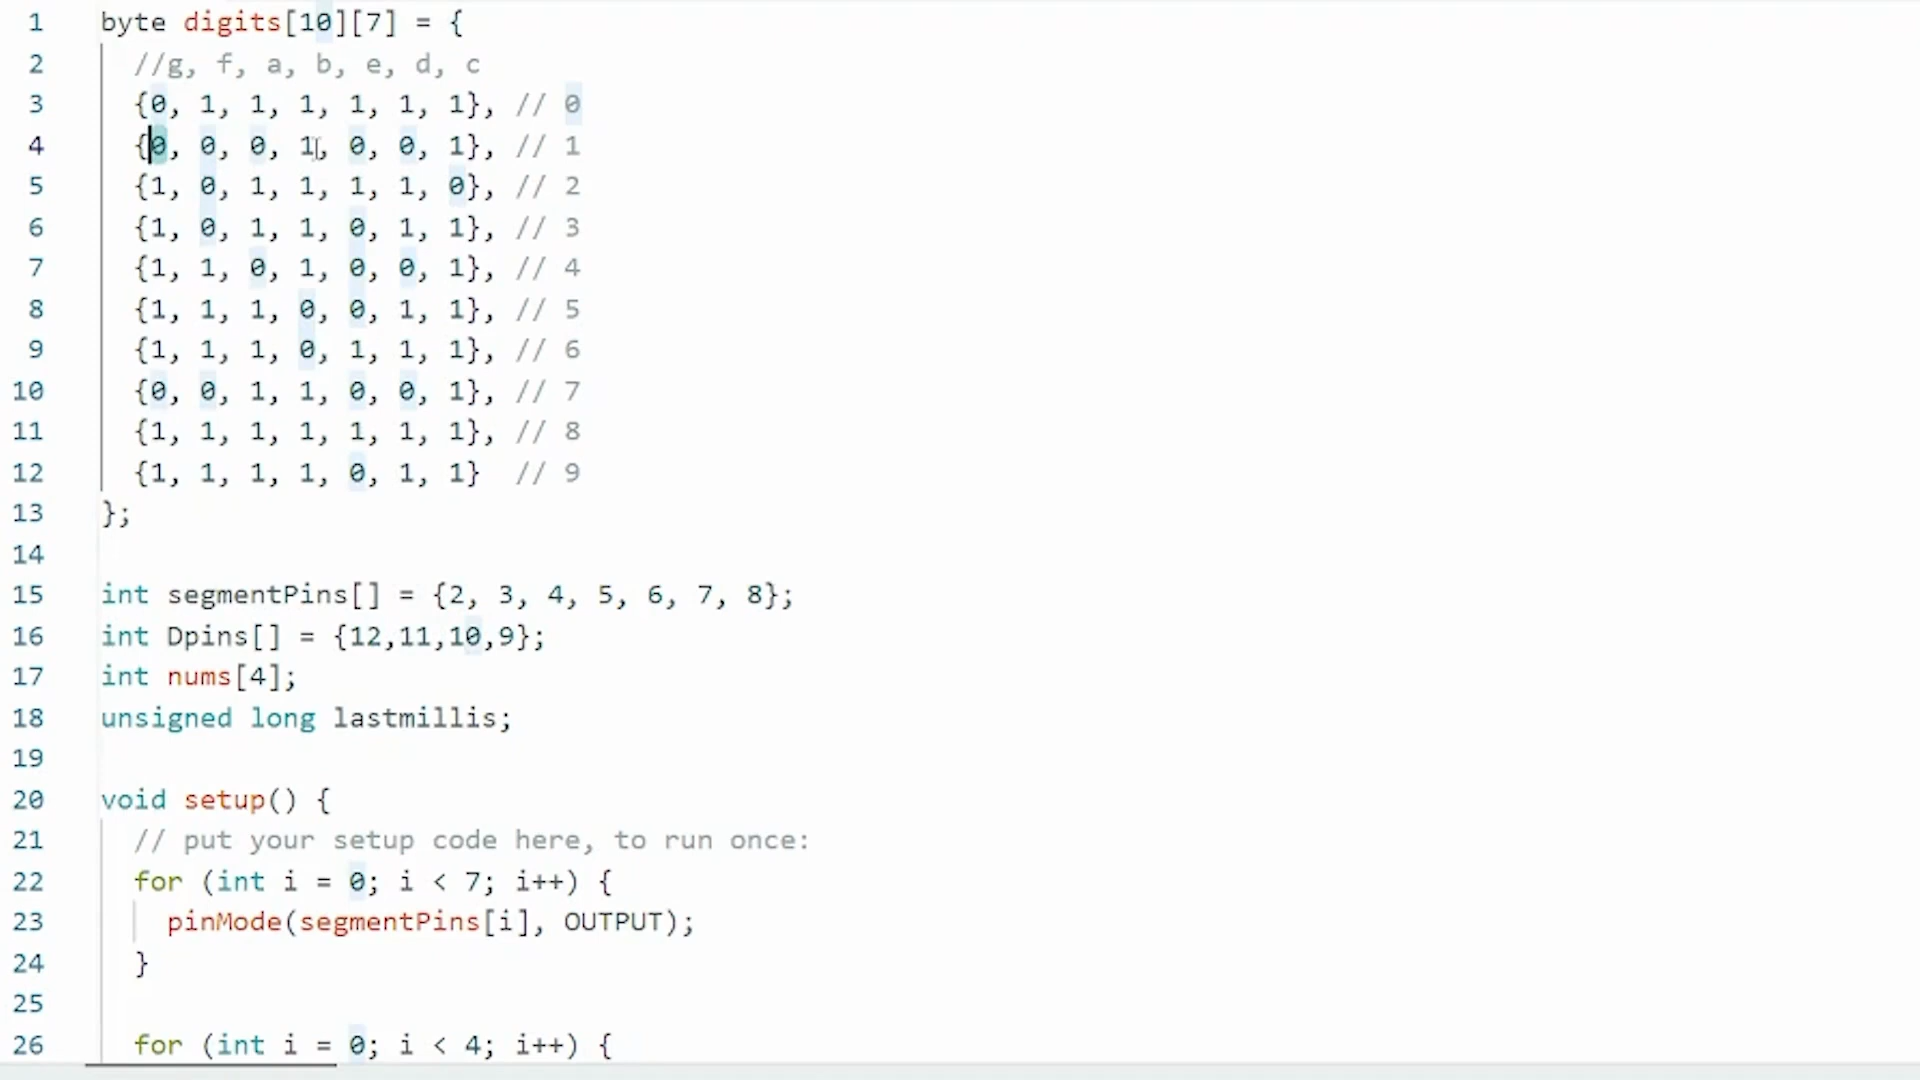 1 byte digits[10][7] = {
2 //g, f, a, b, e, d, c
3 {0, 1, 1, 1, 1, 1, 1}, // 0
4 {0, 0, 0, 1, 0, 0, 1}, // 1
5 {1, 0, 1, 1, 1, 1, 0}, // 2
6 {1, 0, 1, 1, 0, 1, 1}, // 3
7 {1, 1, 0, 1, 0, 0, 1}, // 4
8 {1, 1, 1, 0, 0, 1, 1}, // 5
9 {1, 1, 1, 0, 1, 1, 1}, // 6
10 {0, 0, 1, 1, 0, 0, 1}, // 7
11 {1, 1, 1, 1, 1, 1, 1}, // 8
12 {1, 1, 1, 1, 0, 1, 1} // 9
13 };
14
15 int segmentPins[] = {2, 3, 4, 5, 6, 7, 8};
16 int Dpins[] = {12,11,10,9};
17 int nums[4];
18 unsigned long lastmillis;
19
20 void setup() {
21 // put your setup code here, to run once:
22 for (int i = 0; i < 7; i++) {
23 pinMode(segmentPins[i], OUTPUT);
24 }
25
26 for (int i = 0; i < 4; i++) {